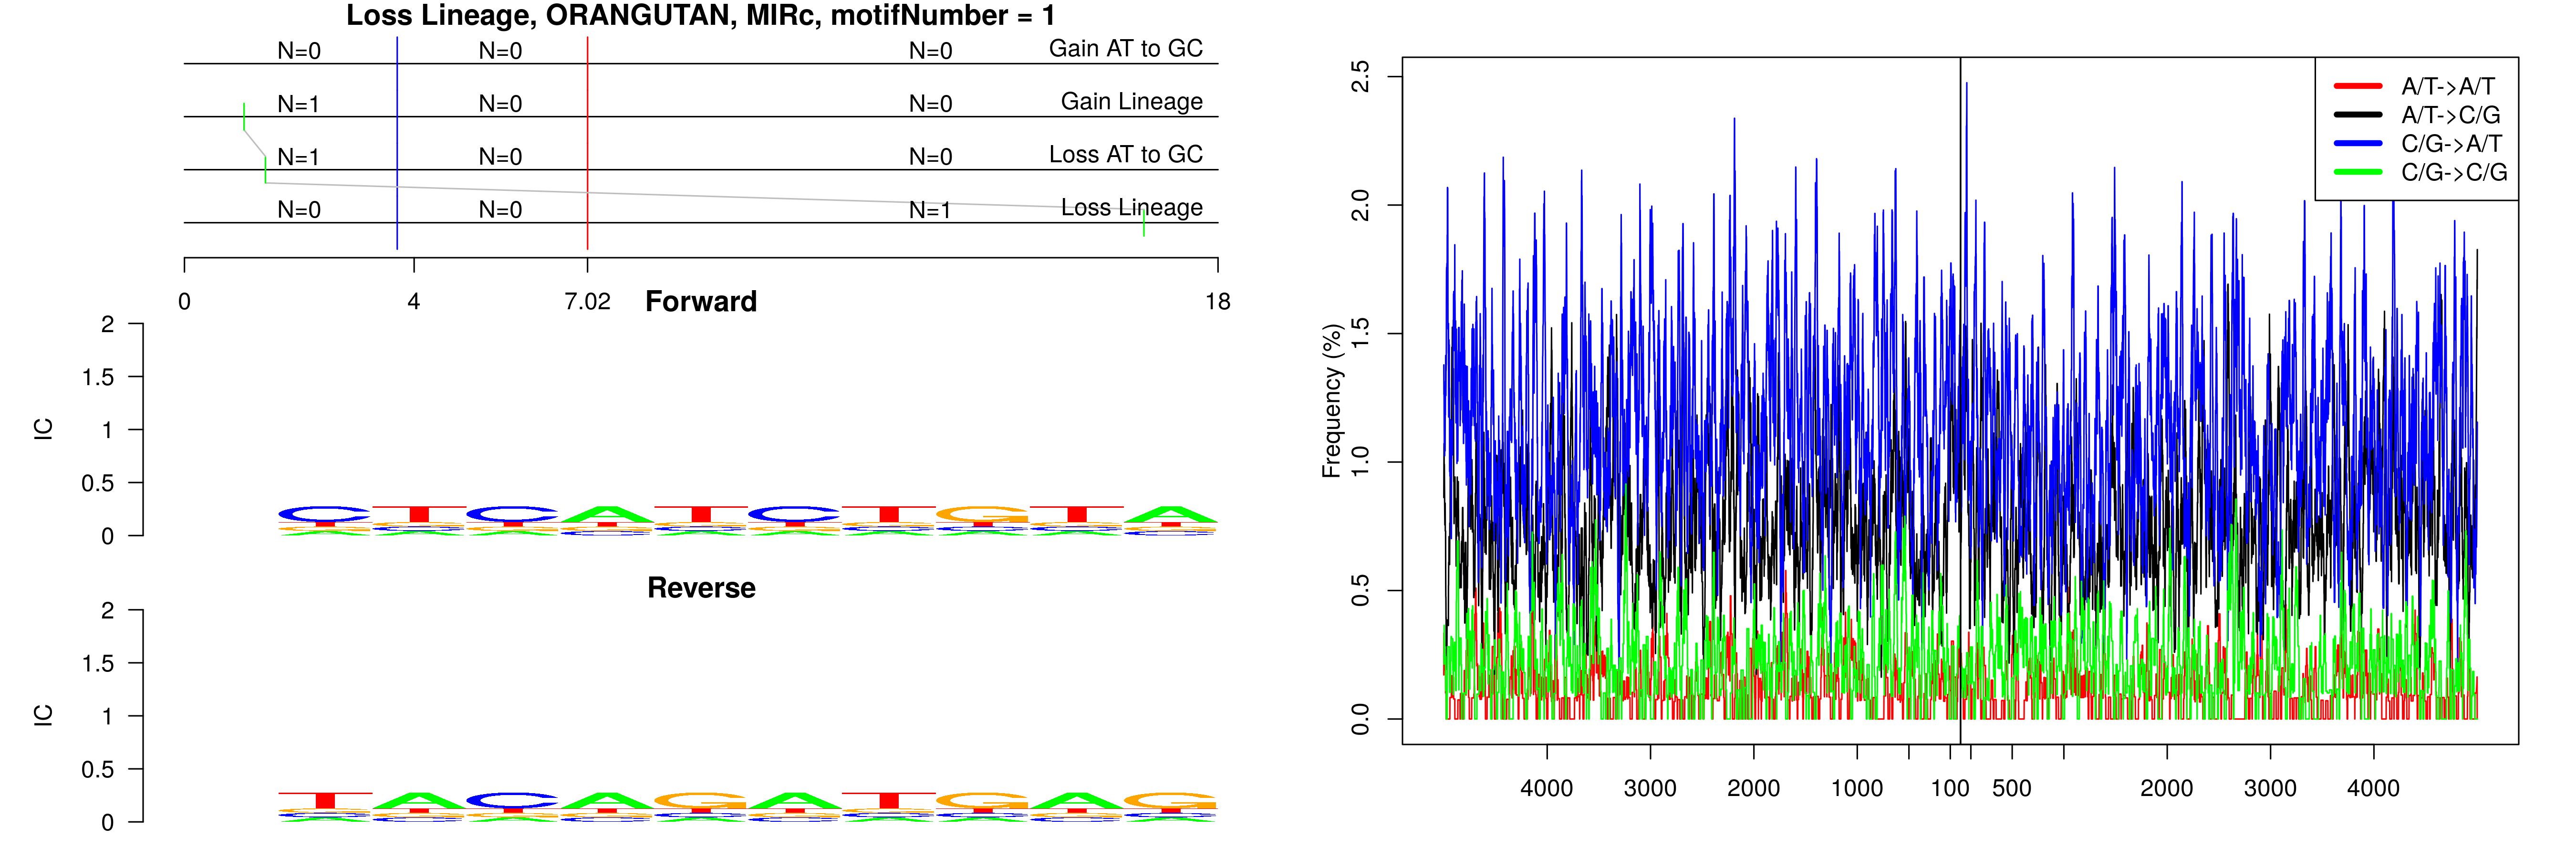 Loss Lineage, ORANGUTAN, MIRc, motifNumber = 1
N=0 N=0 N=0 Gain AT to GC
N=1 N=0 N=0 Gain Lineage
N=1 N=0 N=0 Loss AT to GC
N=0 N=0 N=1 Loss Lineage
0 4 7.02 18
Forward
2
1.5
1
0.5
0
IC
CTCATCTGTA
Reverse
2
1.5
1
0.5
0
IC
TACAGATGAG
2.5
2.0
1.5
1.0
0.5
0.0
Frequency (%)
A/T->A/T
A/T->C/G
C/G->A/T
C/G->C/G
4000 3000 2000 1000 100 500 2000 3000 4000